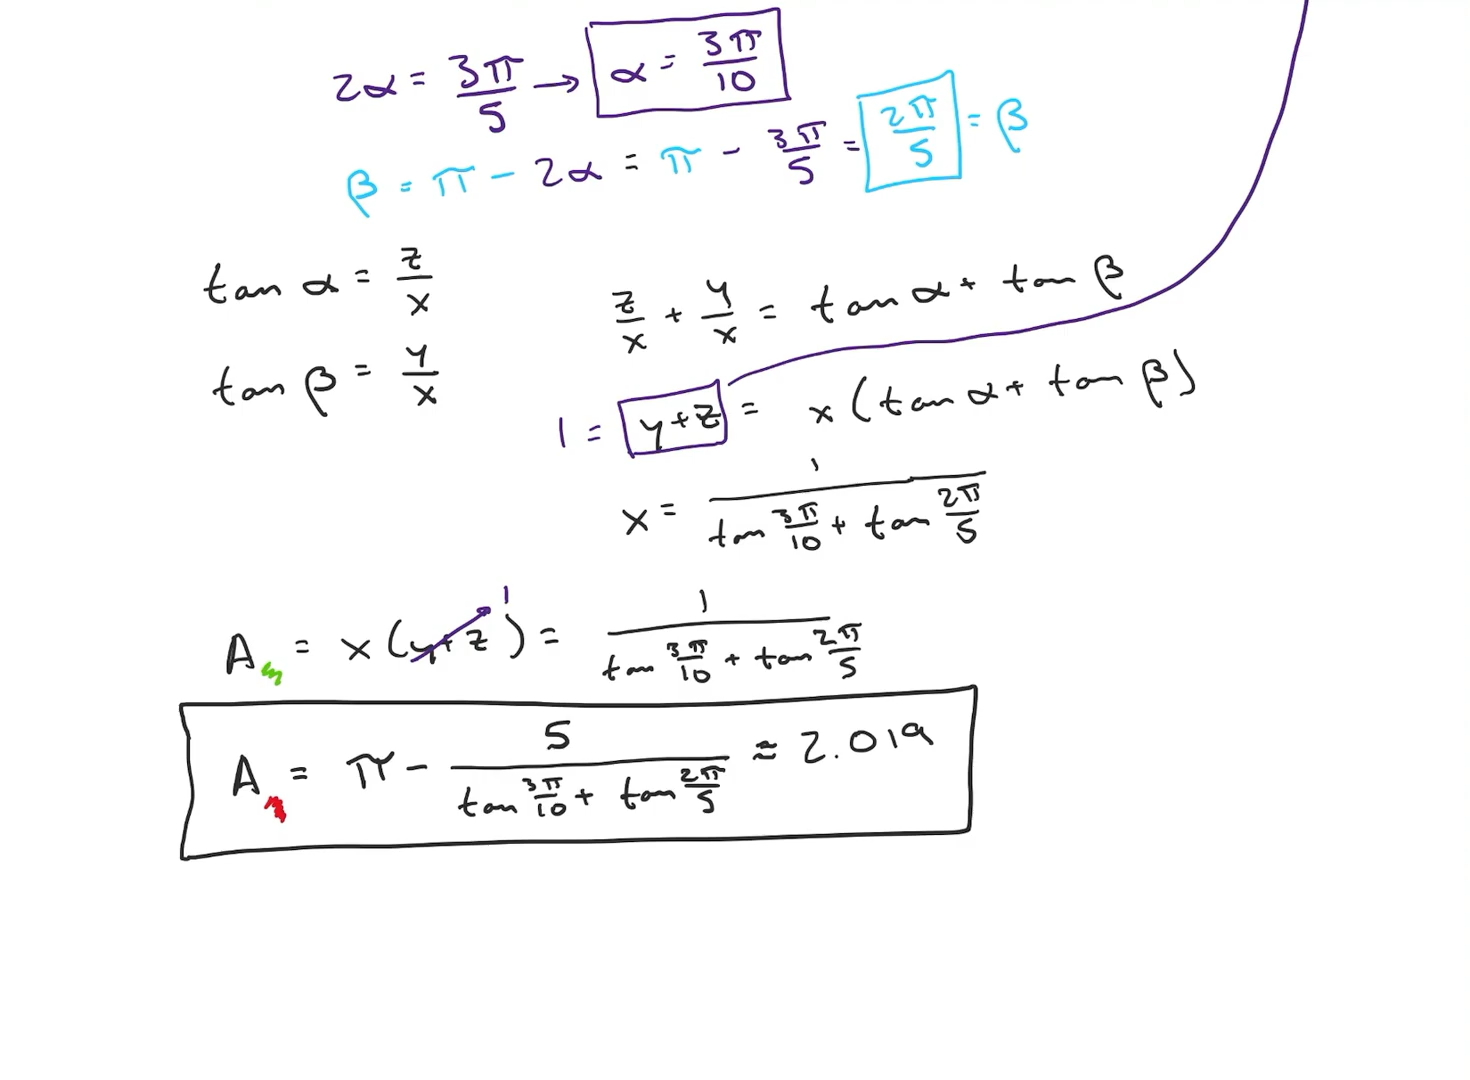 2α = 3π/5 → α = 3π/10
β = π − 2α = π − 3π/5 = 2π/5 = β
tan α = z/x
tan β = y/x
z/x + y/x = tan α + tan β
1 = y+z = x(tan α + tan β)
x = 1/(tan 3π/10 + tan 2π/5)
A = x(y+z) 1 = 1/(tan 3π/10 + tan 2π/5)
A = π − 5/(tan 3π/10 + tan 2π/5) ≈ 2.019